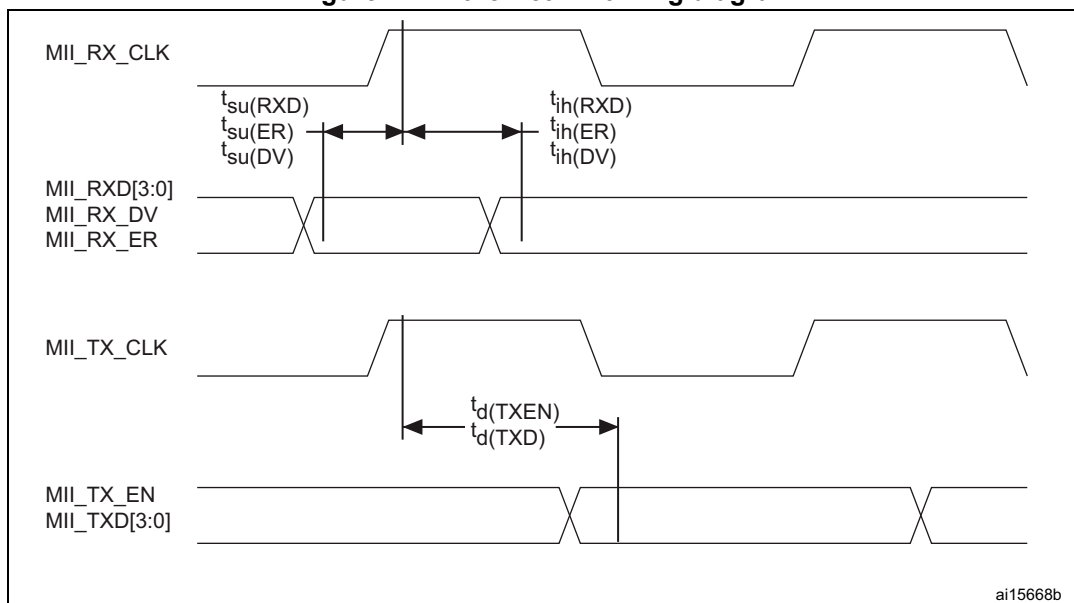 MII_RX_CLK
tsu(RXD)
tsu(ER)
tsu(DV)
tih(RXD)
tih(ER)
tih(DV)
MII_RXD[3:0]
MII_RX_DV
MII_RX_ER
MII_TX_CLK
td(TXEN)
td(TXD)
MII_TX_EN
MII_TXD[3:0]
ai15668b